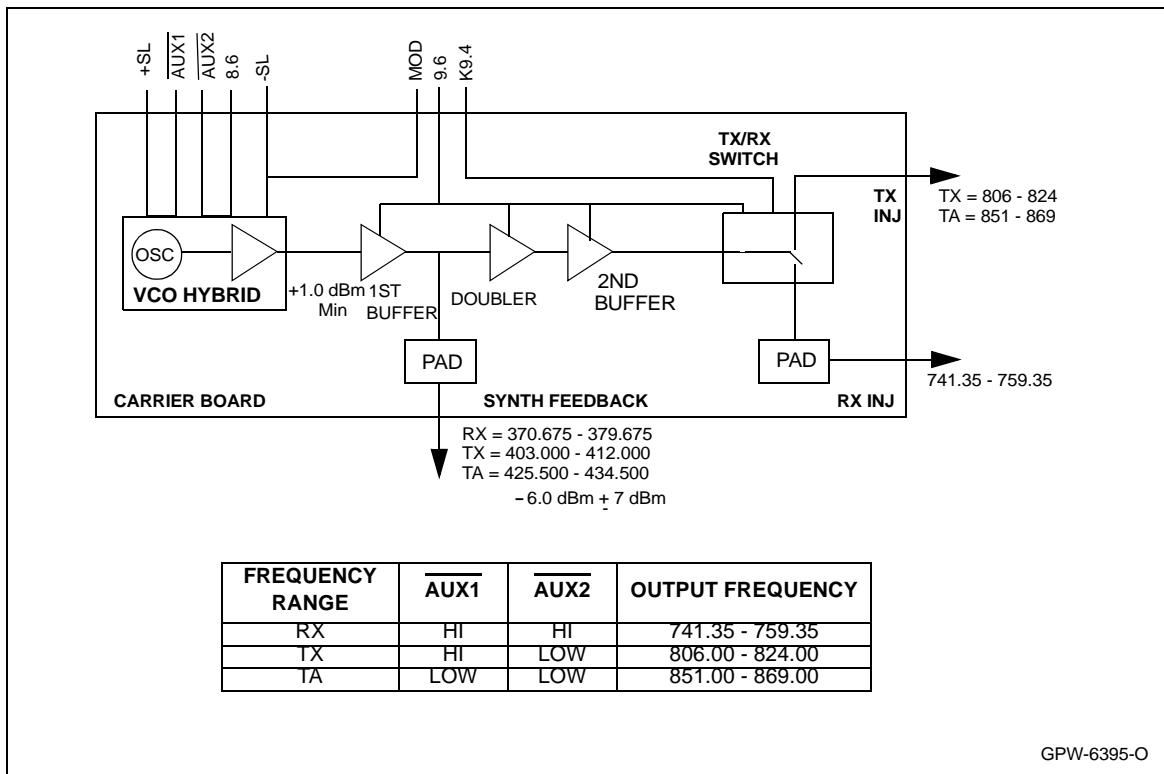 +SL
AUX1
AUX2
8.6
-SL
MOD
9.6
K9.4
TX/RX
SWITCH
TX
INJ
TX = 806 - 824
TA = 851 - 869
OSC
VCO HYBRID
+1.0 dBm
Min
1ST
BUFFER
DOUBLER
2ND
BUFFER
PAD
PAD
741.35 - 759.35
CARRIER BOARD
SYNTH FEEDBACK
RX INJ
RX = 370.675 - 379.675
TX = 403.000 - 412.000
TA = 425.500 - 434.500
– 6.0 dBm ± 7 dBm
FREQUENCY RANGE AUX1 AUX2 OUTPUT FREQUENCY
RX HI HI 741.35 - 759.35
TX HI LOW 806.00 - 824.00
TA LOW LOW 851.00 - 869.00
GPW-6395-O